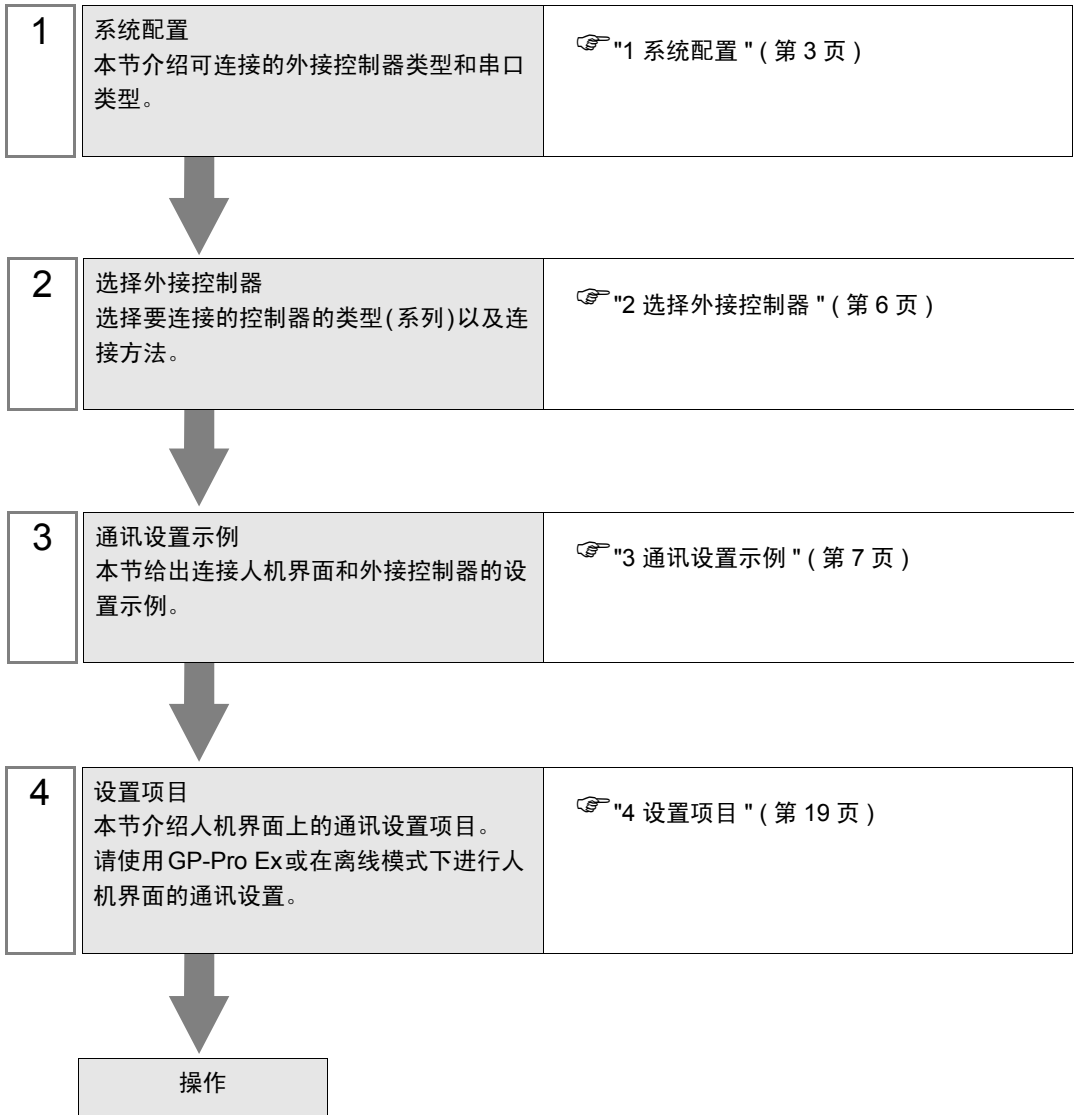 1
系统配置
本节介绍可连接的外接控制器类型和串口
类型。
☞"1 系统配置 " ( 第 3 页 )
2
选择外接控制器
选择要连接的控制器的类型(系列)以及连
接方法。
☞"2 选择外接控制器 " ( 第 6 页 )
3
通讯设置示例
本节给出连接人机界面和外接控制器的设
置示例。
☞"3 通讯设置示例 " ( 第 7 页 )
4
设置项目
本节介绍人机界面上的通讯设置项目。
请使用GP-Pro Ex或在离线模式下进行人
机界面的通讯设置。
☞"4 设置项目 " ( 第 19 页 )
操作